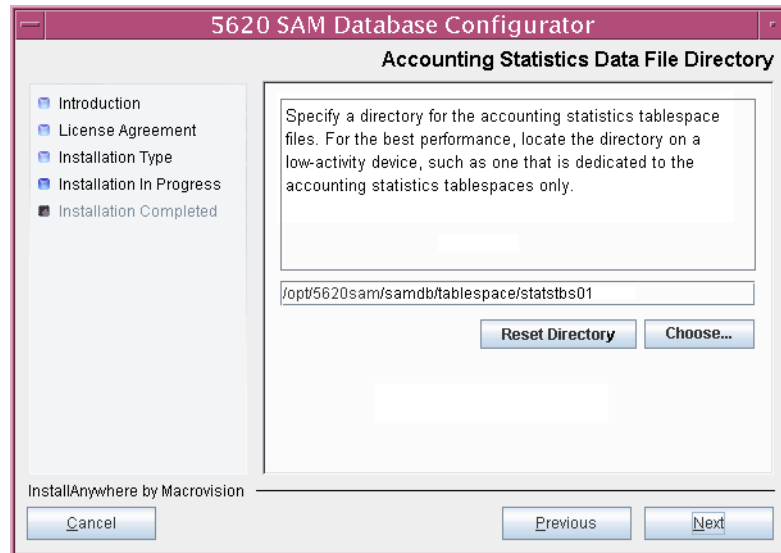 5620 SAM Database Configurator
Accounting Statistics Data File Directory
Introduction
License Agreement
Installation Type
Installation In Progress
Installation Completed
Specify a directory for the accounting statistics tablespace
files. For the best performance, locate the directory on a
low-activity device, such as one that is dedicated to the
accounting statistics tablespaces only.
/opt/5620sam/samdb/tablespace/statstbs01
Reset Directory
Choose...
InstallAnywhere by Macrovision
Cancel
Previous
Next